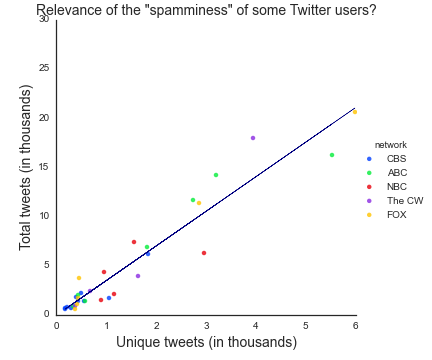 Relevance of the "spamminess" of some Twitter users?
30
25
20
15
10
5
0
Total tweets (in thousands)
0 1 2 3 4 5 6
Unique tweets (in thousands)
network
CBS
ABC
NBC
The CW
FOX